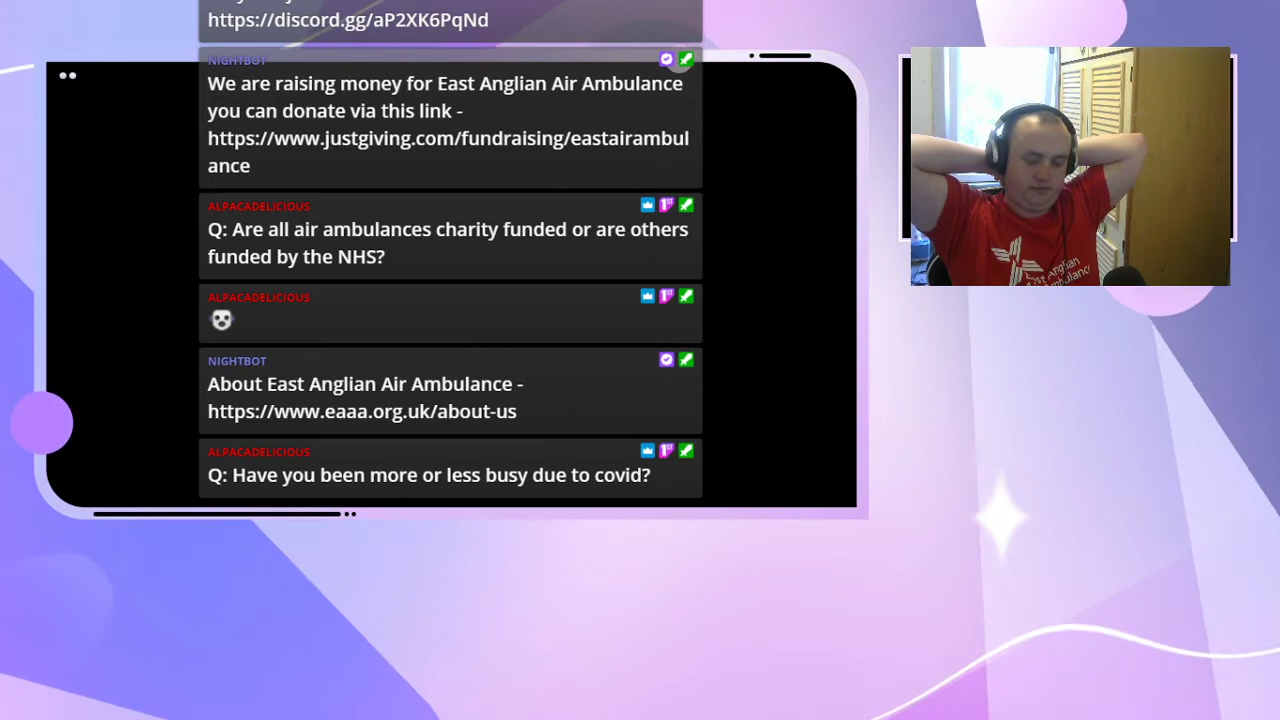 https://discord.gg/aP2XK6PqNd
NIGHTBOT
We are raising money for East Anglian Air Ambulance
you can donate via this link -
https://www.justgiving.com/fundraising/eastairambul
ance
ALPACADELICIOUS
Q: Are all air ambulances charity funded or are others
funded by the NHS?
ALPACADELICIOUS
NIGHTBOT
About East Anglian Air Ambulance -
https://www.eaaa.org.uk/about-us
ALPACADELICIOUS
Q: Have you been more or less busy due to covid?
East Anglian
Ambulance